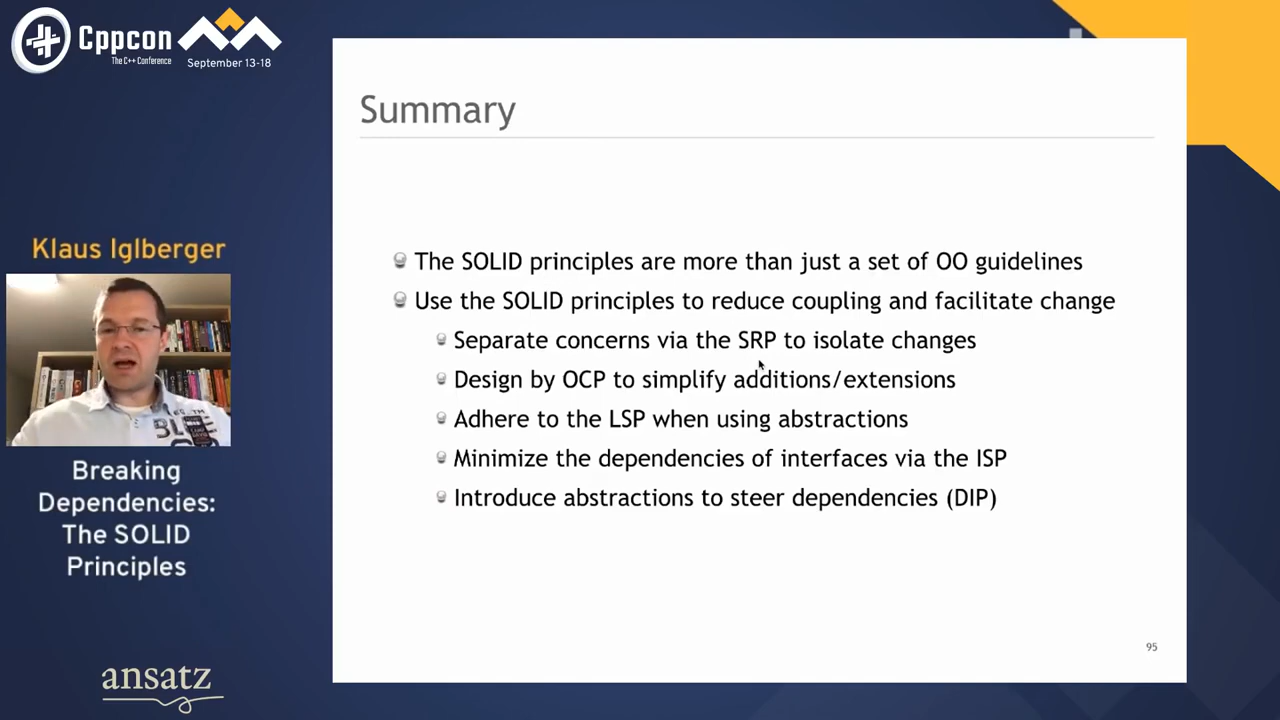 Cppcon
The C++ Conference
September 13-18
Klaus Iglberger
Breaking
Dependencies:
The SOLID
Principles
ansatz
Summary
The SOLID principles are more than just a set of OO guidelines
Use the SOLID principles to reduce coupling and facilitate change
Separate concerns via the SRP to isolate changes
Design by OCP to simplify additions/extensions
Adhere to the LSP when using abstractions
Minimize the dependencies of interfaces via the ISP
Introduce abstractions to steer dependencies (DIP)
95